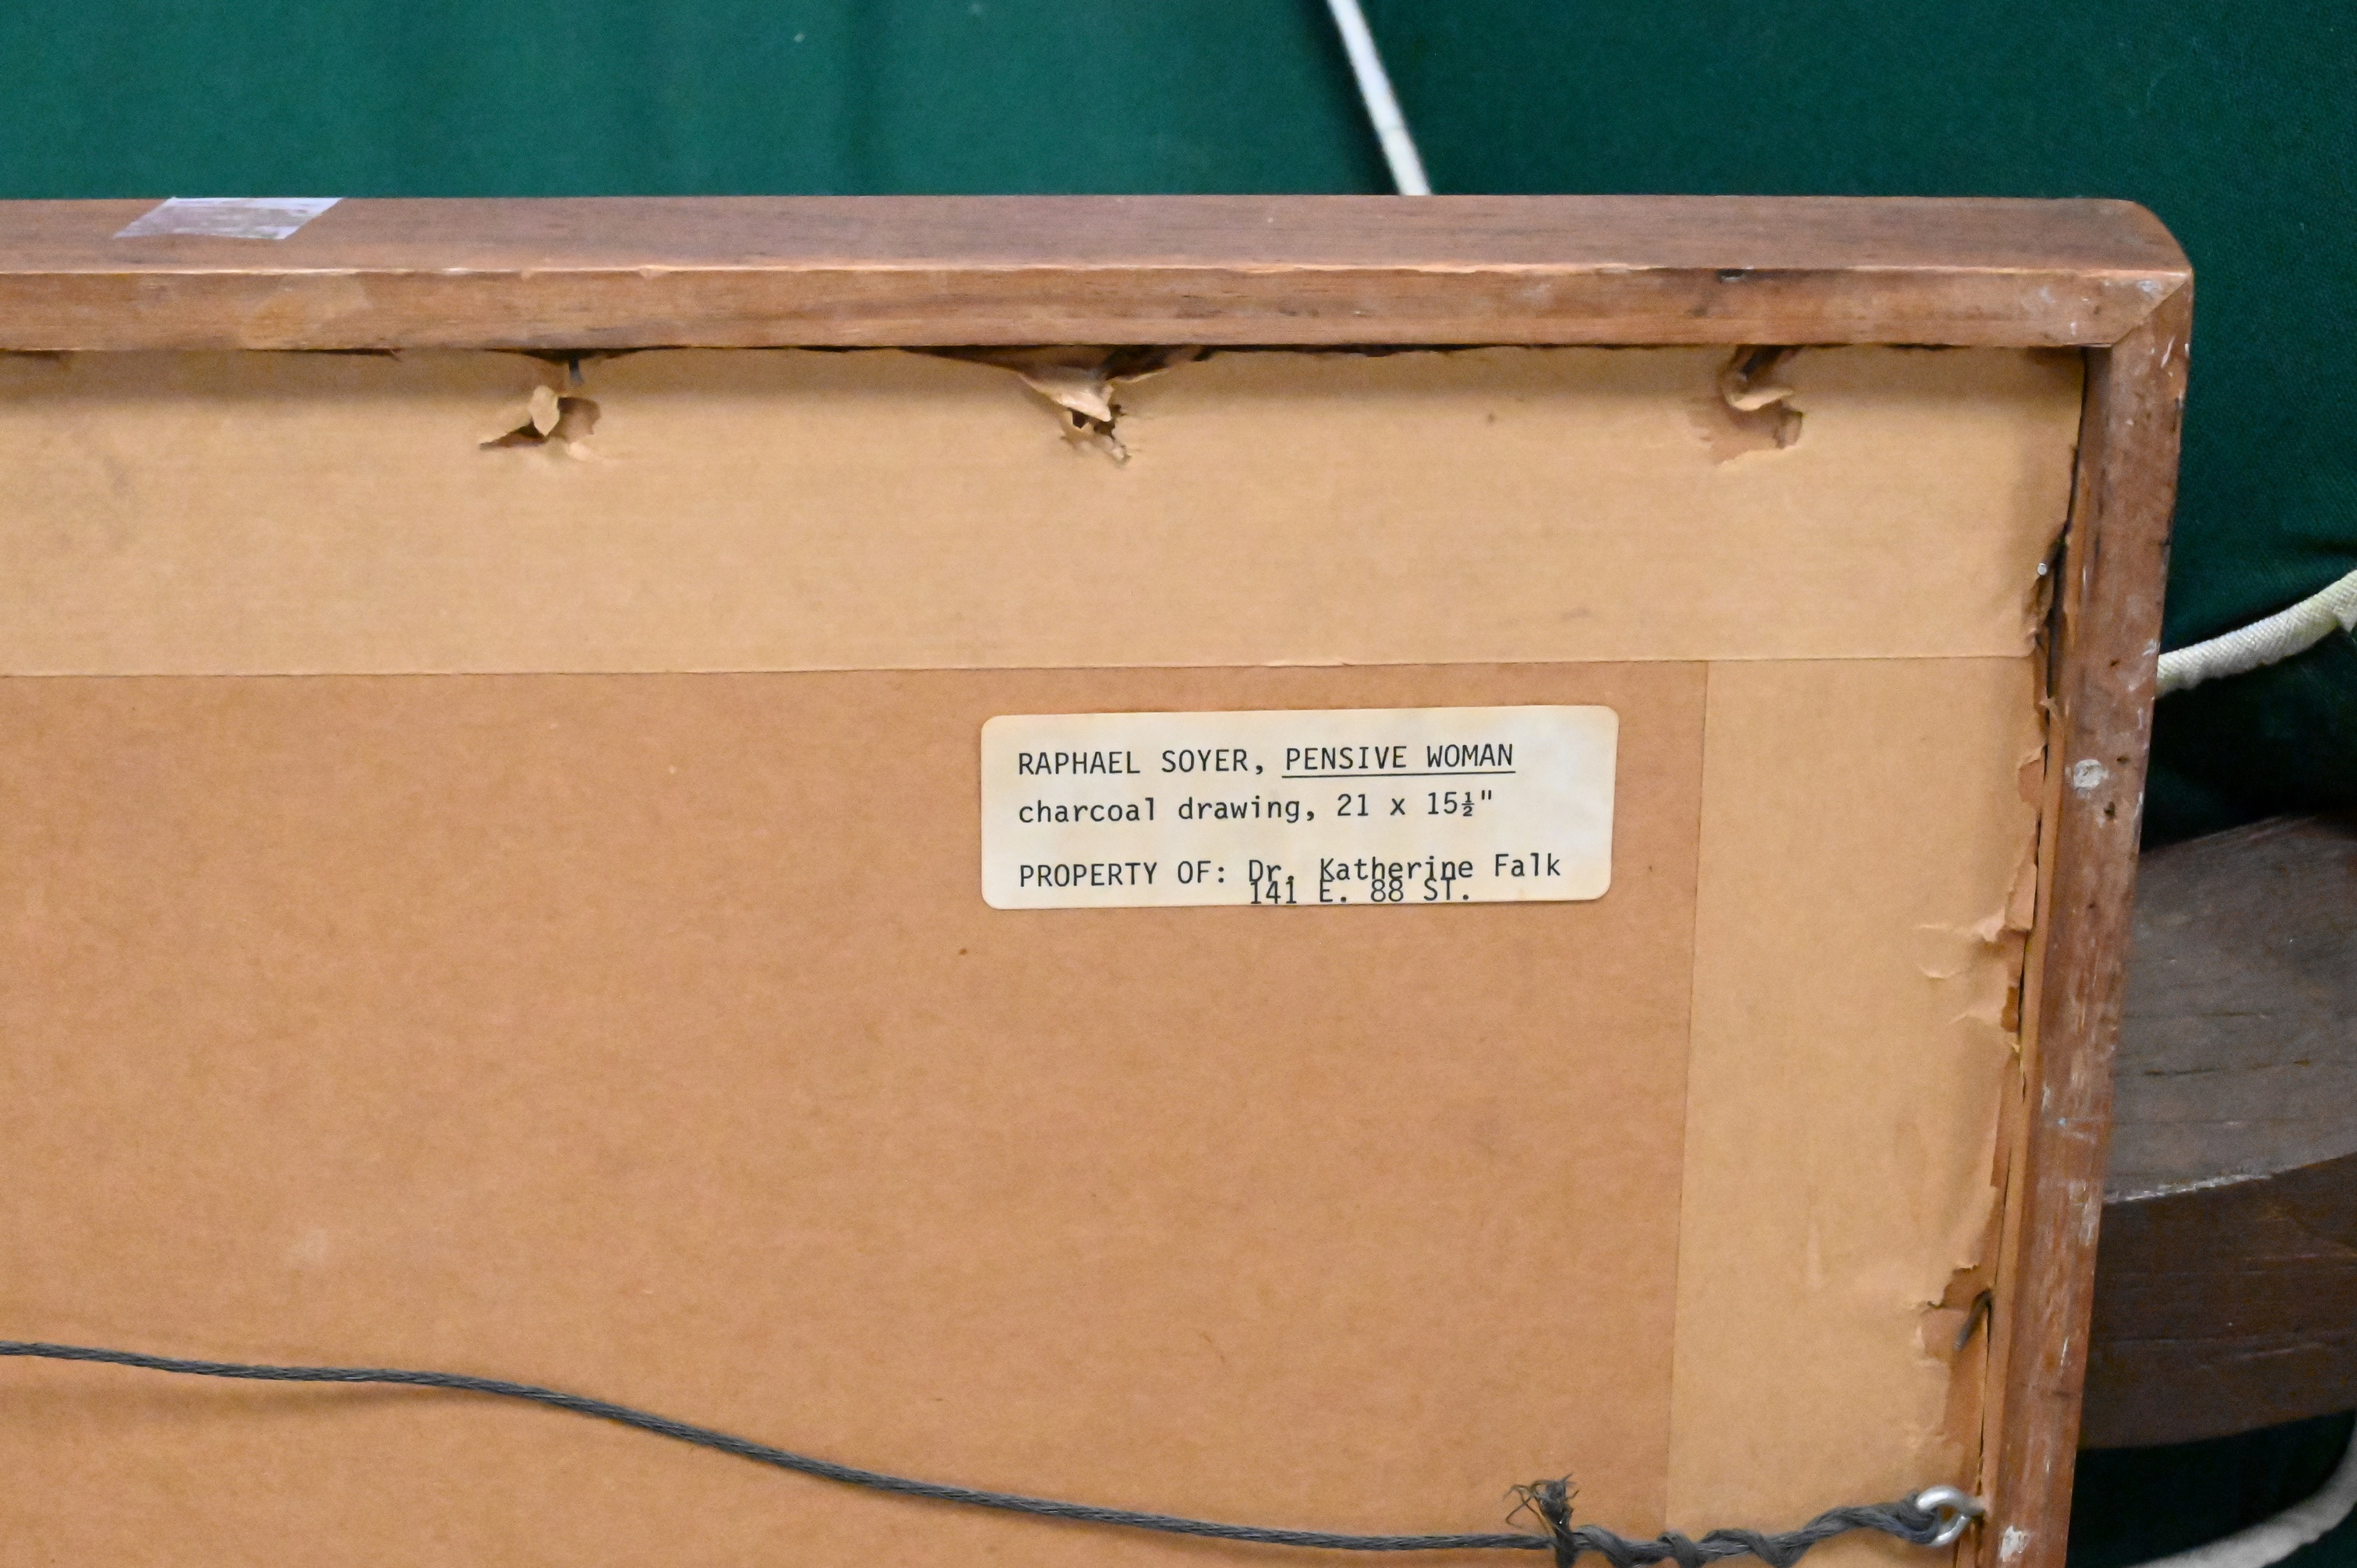 RAPHAEL SOYER, PENSIVE WOMAN
charcoal drawing, 21 x 15½"
PROPERTY OF: Dr. Katherine Falk
141 E. 88 ST.